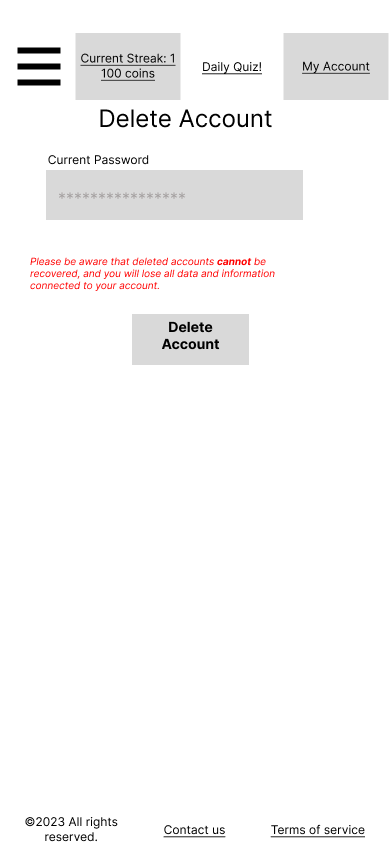 Current Streak: 1
100 coins
Daily Quiz!
My Account
Delete Account
Current Password
****************
Please be aware that deleted accounts cannot be
recovered, and you will lose all data and information
connected to your account.
Delete
Account
©2023 All rights
reserved.
Contact us
Terms of service